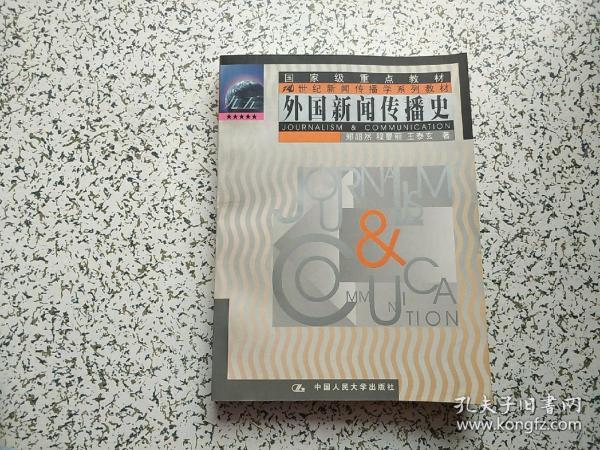 九五
★★★★★
国家级重点教材
21世纪新闻传播学系列教材
外国新闻传播史
JOURNALISM & COMMUNICATION
郑超然 程曼丽 王泰玄 著
JOURNALISM
&
COMMUNICATION
中国人民大学出版社
孔夫子旧书网
kongfz.com